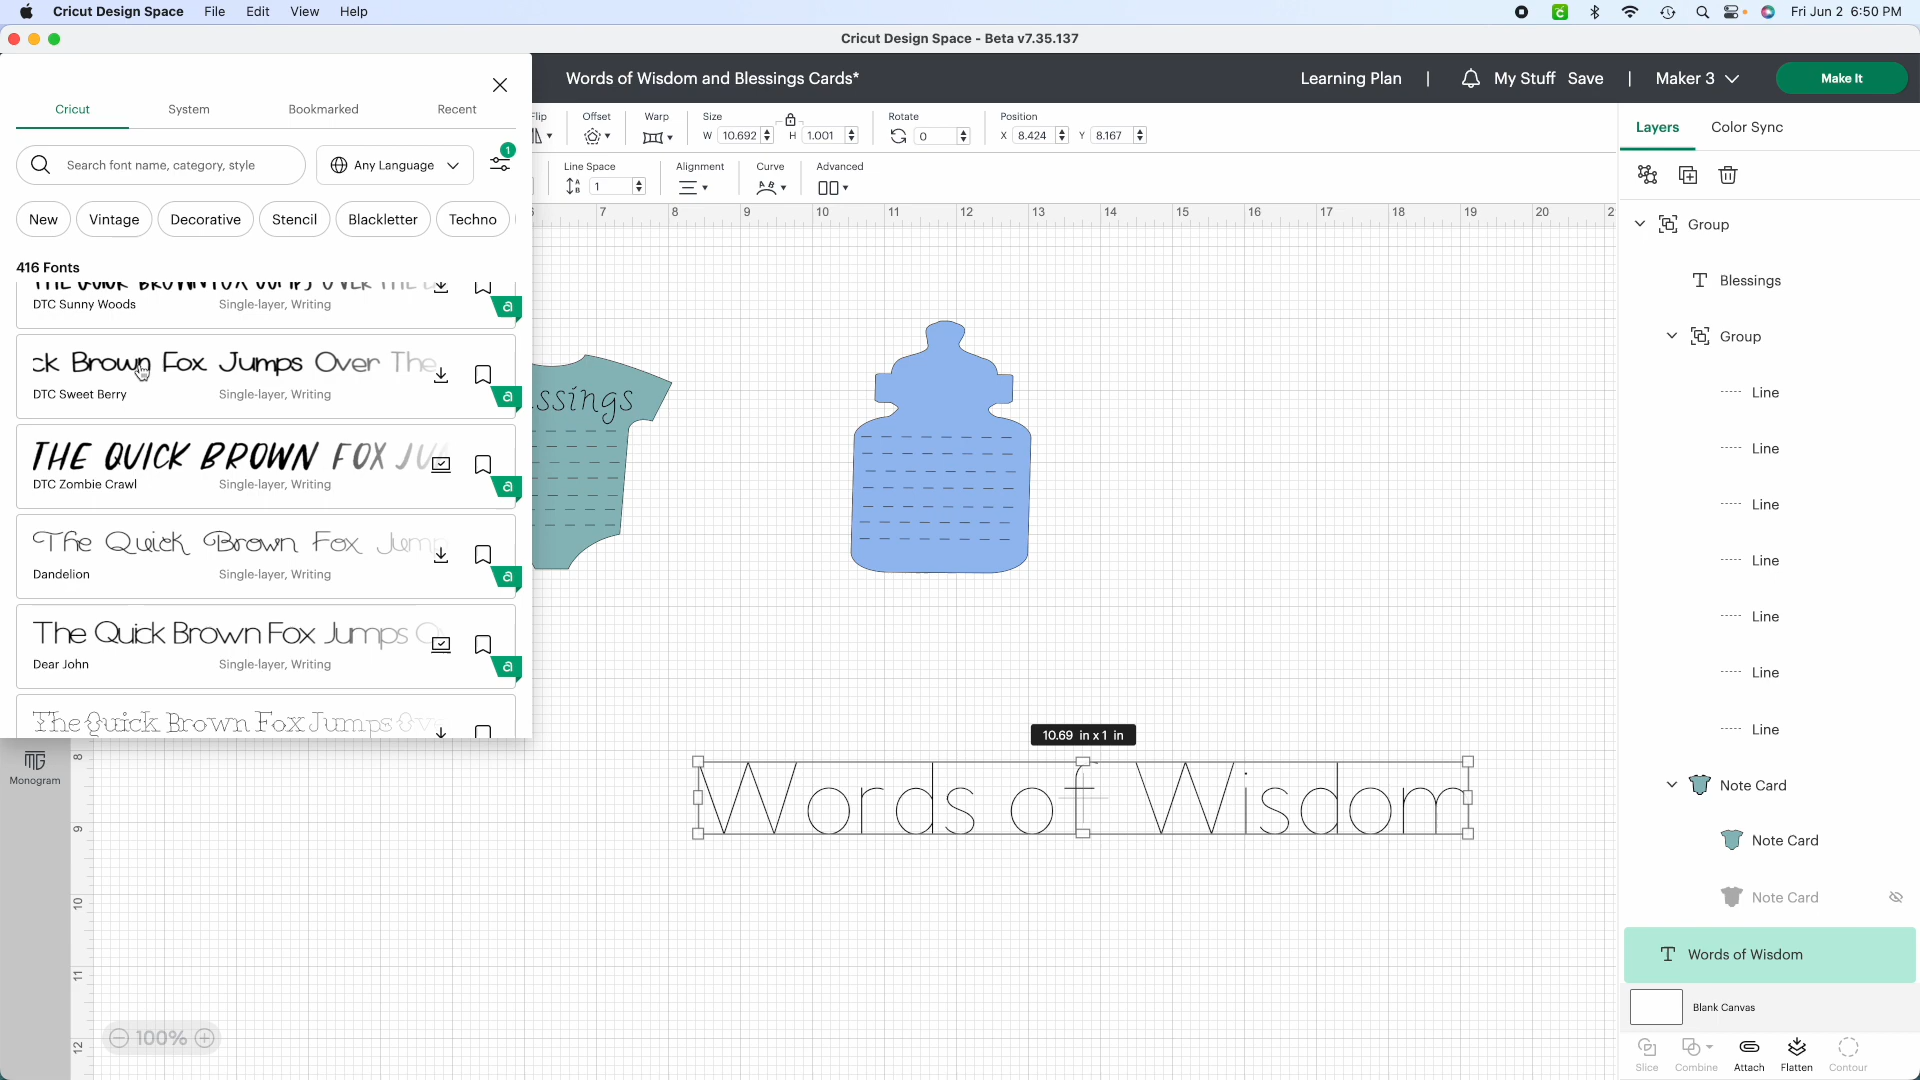 Cricut Design Space File Edit View Help
Fri Jun 2 6:50 PM
Cricut Design Space - Beta v7.35.137
Words of Wisdom and Blessings Cards*
Learning Plan | My Stuff Save | Maker 3 Make It
Cricut System Bookmarked Recent
Flip Offset Warp Size W 10.692 H 1.001 Rotate 0 Position X 8.424 Y 8.167
Search font name, category, style
Any Language
1
Line Space 1 Alignment Curve Advanced
New Vintage Decorative Stencil Blackletter Techno
7 8 9 10 11 12 13 14 15 16 17 18 19 20
416 Fonts
DTC Sunny Woods Single-layer, Writing
ck Brown Fox Jumps Over The
DTC Sweet Berry Single-layer, Writing
THE QUICK BROWN FOX JU
DTC Zombie Crawl Single-layer, Writing
The Quick Brown Fox Jump
Dandelion Single-layer, Writing
The Quick Brown Fox Jumps O
Dear John Single-layer, Writing
The Quick Brown Fox Jumps Ove
ssings
10.69 in x 1 in
Words of Wisdom
Monogram
8
9
10
11
12
100%
Layers Color Sync
Group
Blessings
Group
Line
Line
Line
Line
Line
Line
Line
Note Card
Note Card
Note Card
Words of Wisdom
Blank Canvas
Slice Combine Attach Flatten Contour